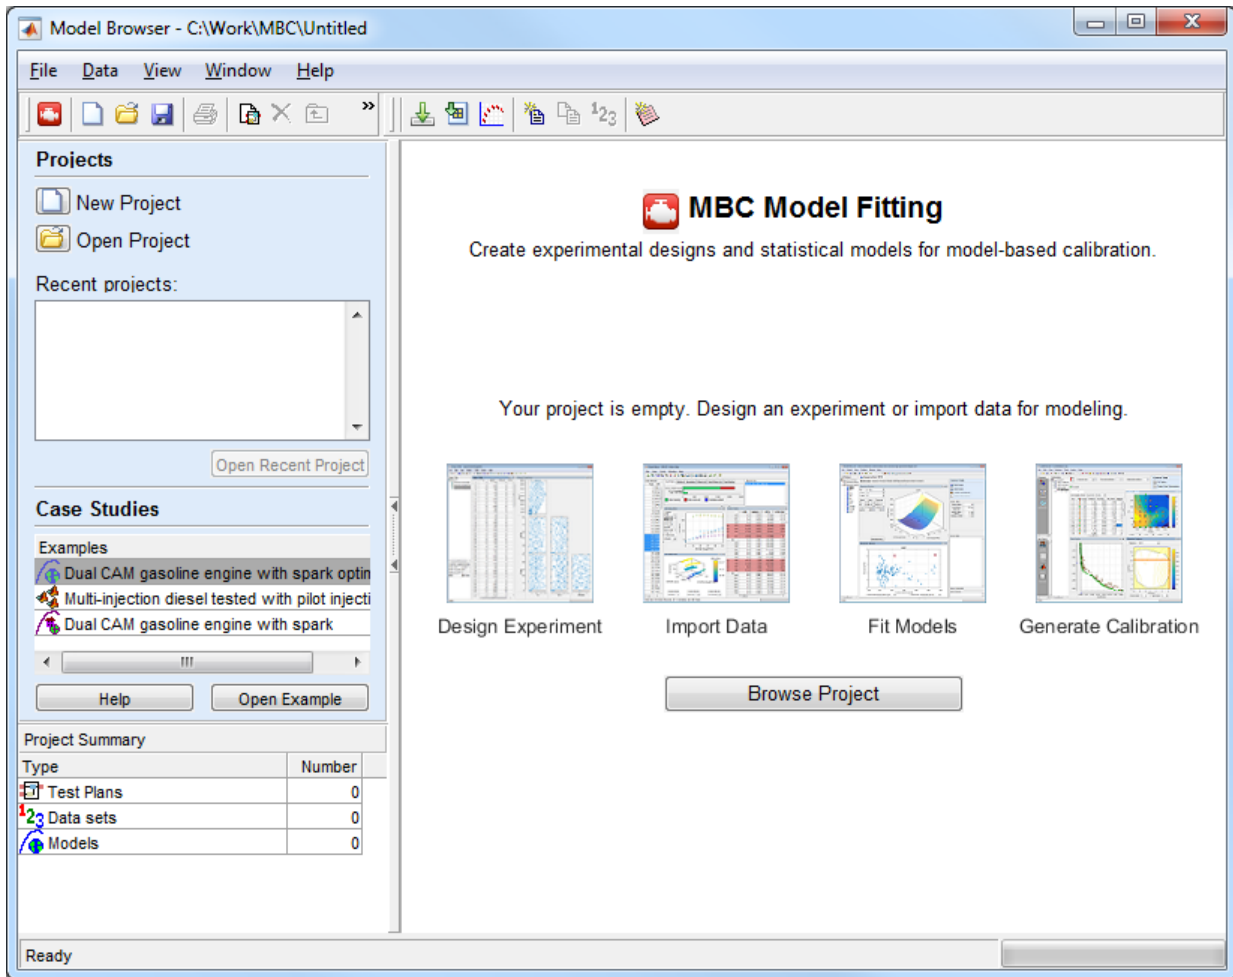 Model Browser - C:\Work\MBC\Untitled
File Data View Window Help
»
123
Projects
New Project
Open Project
Recent projects:
Open Recent Project
Case Studies
Examples
Dual CAM gasoline engine with spark optin
Multi-injection diesel tested with pilot injecti
Dual CAM gasoline engine with spark
Help Open Example
Project Summary
Type Number
Test Plans 0
123 Data sets 0
Models 0
MBC Model Fitting
Create experimental designs and statistical models for model-based calibration.
Your project is empty. Design an experiment or import data for modeling.
Design Experiment Import Data Fit Models Generate Calibration
Browse Project
Ready